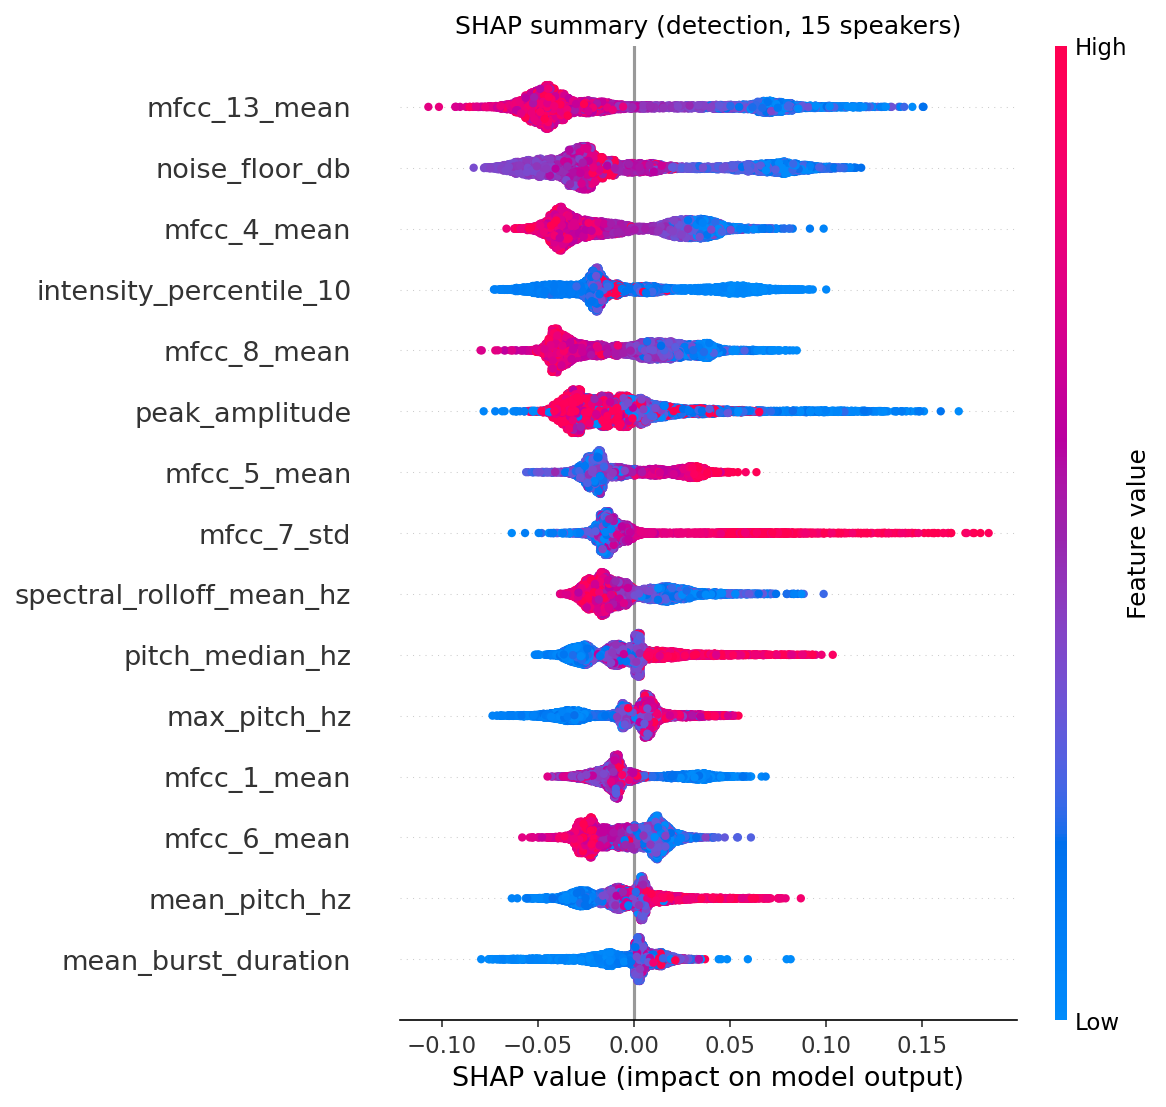 SHAP summary (detection, 15 speakers)
High
mfcc_13_mean
noise_floor_db
mfcc_4_mean
intensity_percentile_10
mfcc_8_mean
peak_amplitude
mfcc_5_mean
mfcc_7_std
spectral_rolloff_mean_hz
pitch_median_hz
max_pitch_hz
mfcc_1_mean
mfcc_6_mean
mean_pitch_hz
mean_burst_duration
Feature value
Low
−0.10 −0.05 0.00 0.05 0.10 0.15
SHAP value (impact on model output)